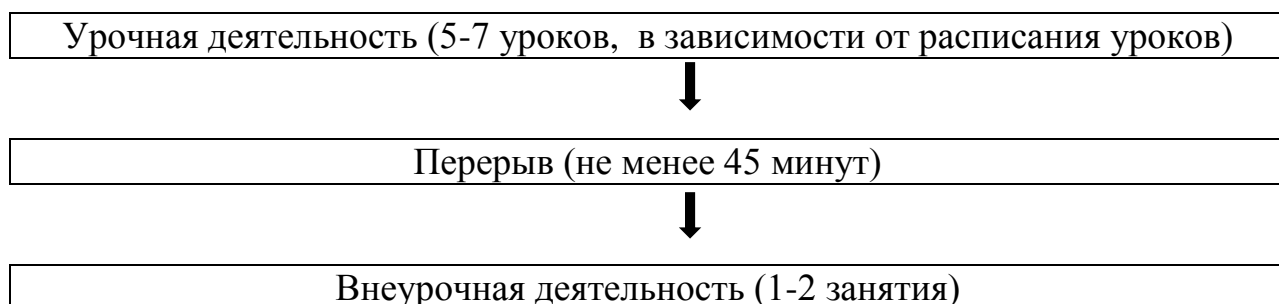 Урочная деятельность (5-7 уроков,  в зависимости от расписания уроков)
Перерыв (не менее 45 минут)
Внеурочная деятельность (1-2 занятия)